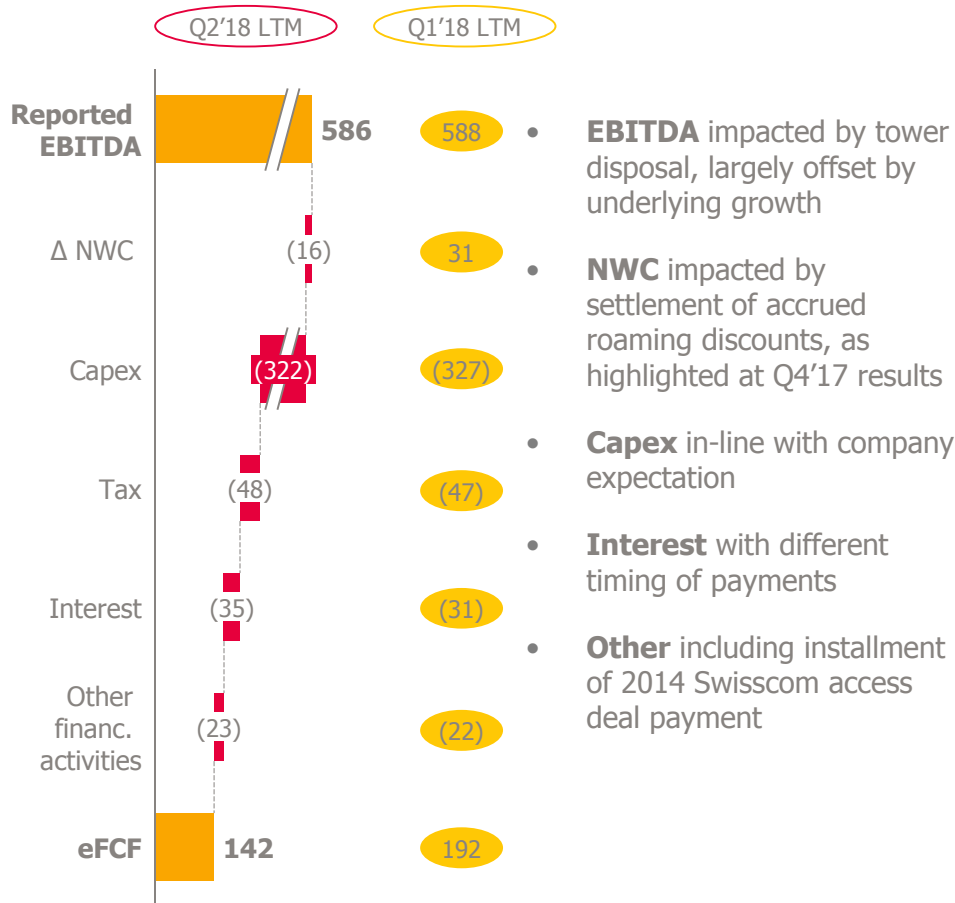 Q2’18 LTM
Q1’18 LTM
Reported
EBITDA
586
588
Δ NWC
(16)
31
Capex
(322)
(327)
Tax
(48)
(47)
Interest
(35)
(31)
Other
financ.
activities
(23)
(22)
eFCF
142
192
• EBITDA impacted by tower
disposal, largely offset by
underlying growth
• NWC impacted by
settlement of accrued
roaming discounts, as
highlighted at Q4’17 results
• Capex in-line with company
expectation
• Interest with different
timing of payments
• Other including installment
of 2014 Swisscom access
deal payment